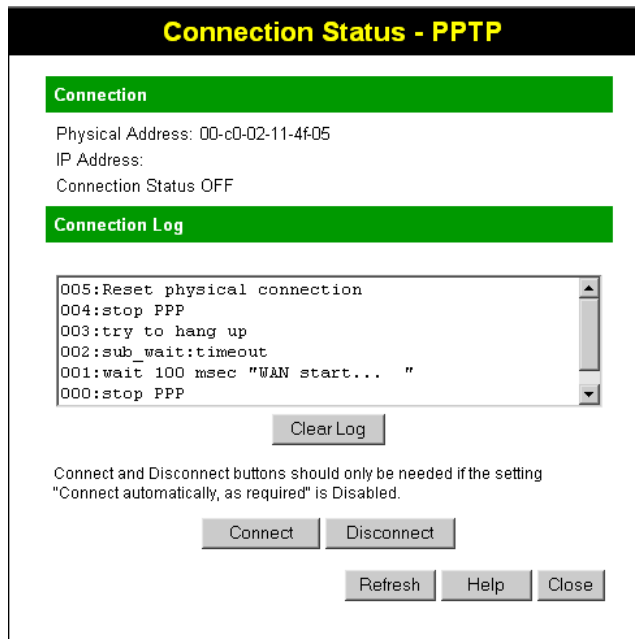 Connection Status - PPTP
Connection
Physical Address: 00-c0-02-11-4f-05
IP Address:
Connection Status OFF
Connection Log
005:Reset physical connection
004:stop PPP
003:try to hang up
002:sub_wait:timeout
001:wait 100 msec "WAN start...  "
000:stop PPP
Clear Log
Connect and Disconnect buttons should only be needed if the setting
"Connect automatically, as required" is Disabled.
Connect Disconnect
Refresh Help Close